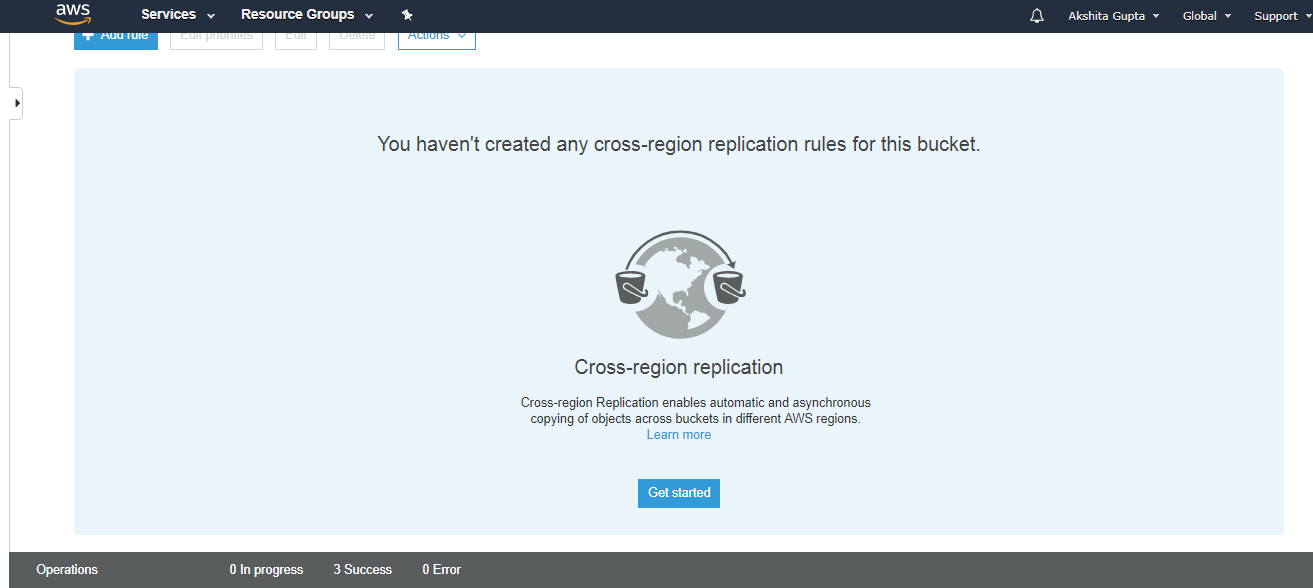 aws Services Resource Groups Akshita Gupta Global Support
Add rule Edit priorities Edit Delete Actions
You haven't created any cross-region replication rules for this bucket.
Cross-region replication
Cross-region Replication enables automatic and asynchronous
copying of objects across buckets in different AWS regions.
Learn more
Get started
Operations 0 In progress 3 Success 0 Error